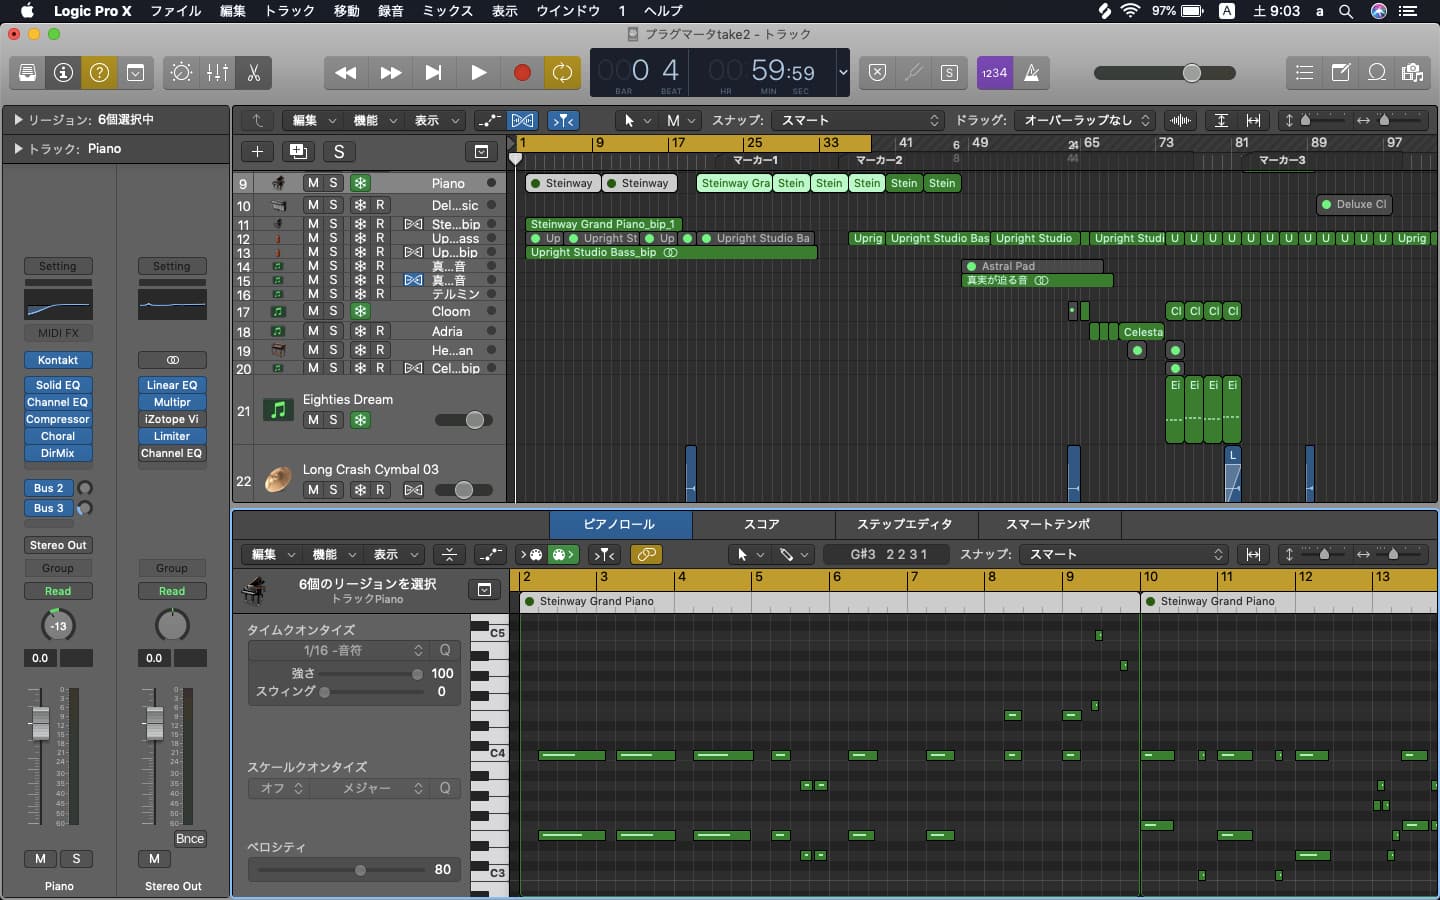 Logic Pro X ファイル 編集 トラック 移動 録音 ミックス 表示 ウインドウ 1 ヘルプ 97% A 土 9:03 a
プラグマータtake2 - トラック
0 4 59:59
BAR BEAT HR MIN SEC
S 1234
リージョン: 6個選択中
トラック: Piano
編集 機能 表示 M スナップ: スマート ドラッグ: オーバーラップなし
S 1 9 17 25 33 41 49 65 73 81 89 97
マーカー1 マーカー2 マーカー3
9 M S Piano Steinway Steinway Steinway Gra Stein Stein Stein Stein Stein
10 M S R Del...sic Deluxe Cl
11 M S R Ste...bip Steinway Grand Piano_bip_1
12 M S R Up...ass Up Upright St Up Upright Studio Ba Uprig Upright Studio Bas Upright Studio Upright Studi U U U U U U U U U U U U Uprig
13 M S R Up...bip Upright Studio Bass_bip
14 M S R 真...音 Astral Pad
15 M S R 真...音 真実が迫る音
16 M S R テルミン
17 M S Cloom Cl Cl Cl Cl
18 M S R Adria Celesta
19 M S R He...an
20 M S R Cel...bip
21 Eighties Dream Ei Ei Ei Ei
M S
22 Long Crash Cymbal 03 L
M S R
Setting Setting
MIDI FX
Kontakt
Solid EQ Linear EQ
Channel EQ Multipr
Compressor iZotope Vi
Choral Limiter
DirMix Channel EQ
Bus 2
Bus 3
Stereo Out
Group Group
Read Read
-13
0.0 0.0
Bnce
M S M
Piano Stereo Out
ピアノロール スコア ステップエディタ スマートテンポ
編集 機能 表示 G#3 2 2 3 1 スナップ: スマート
6個のリージョンを選択
トラックPiano
2 3 4 5 6 7 8 9 10 11 12 13
Steinway Grand Piano Steinway Grand Piano
タイムクオンタイズ
1/16 -音符 Q
強さ 100
スウィング 0
スケールクオンタイズ
オフ メジャー Q
ベロシティ
80
C5
C4
C3